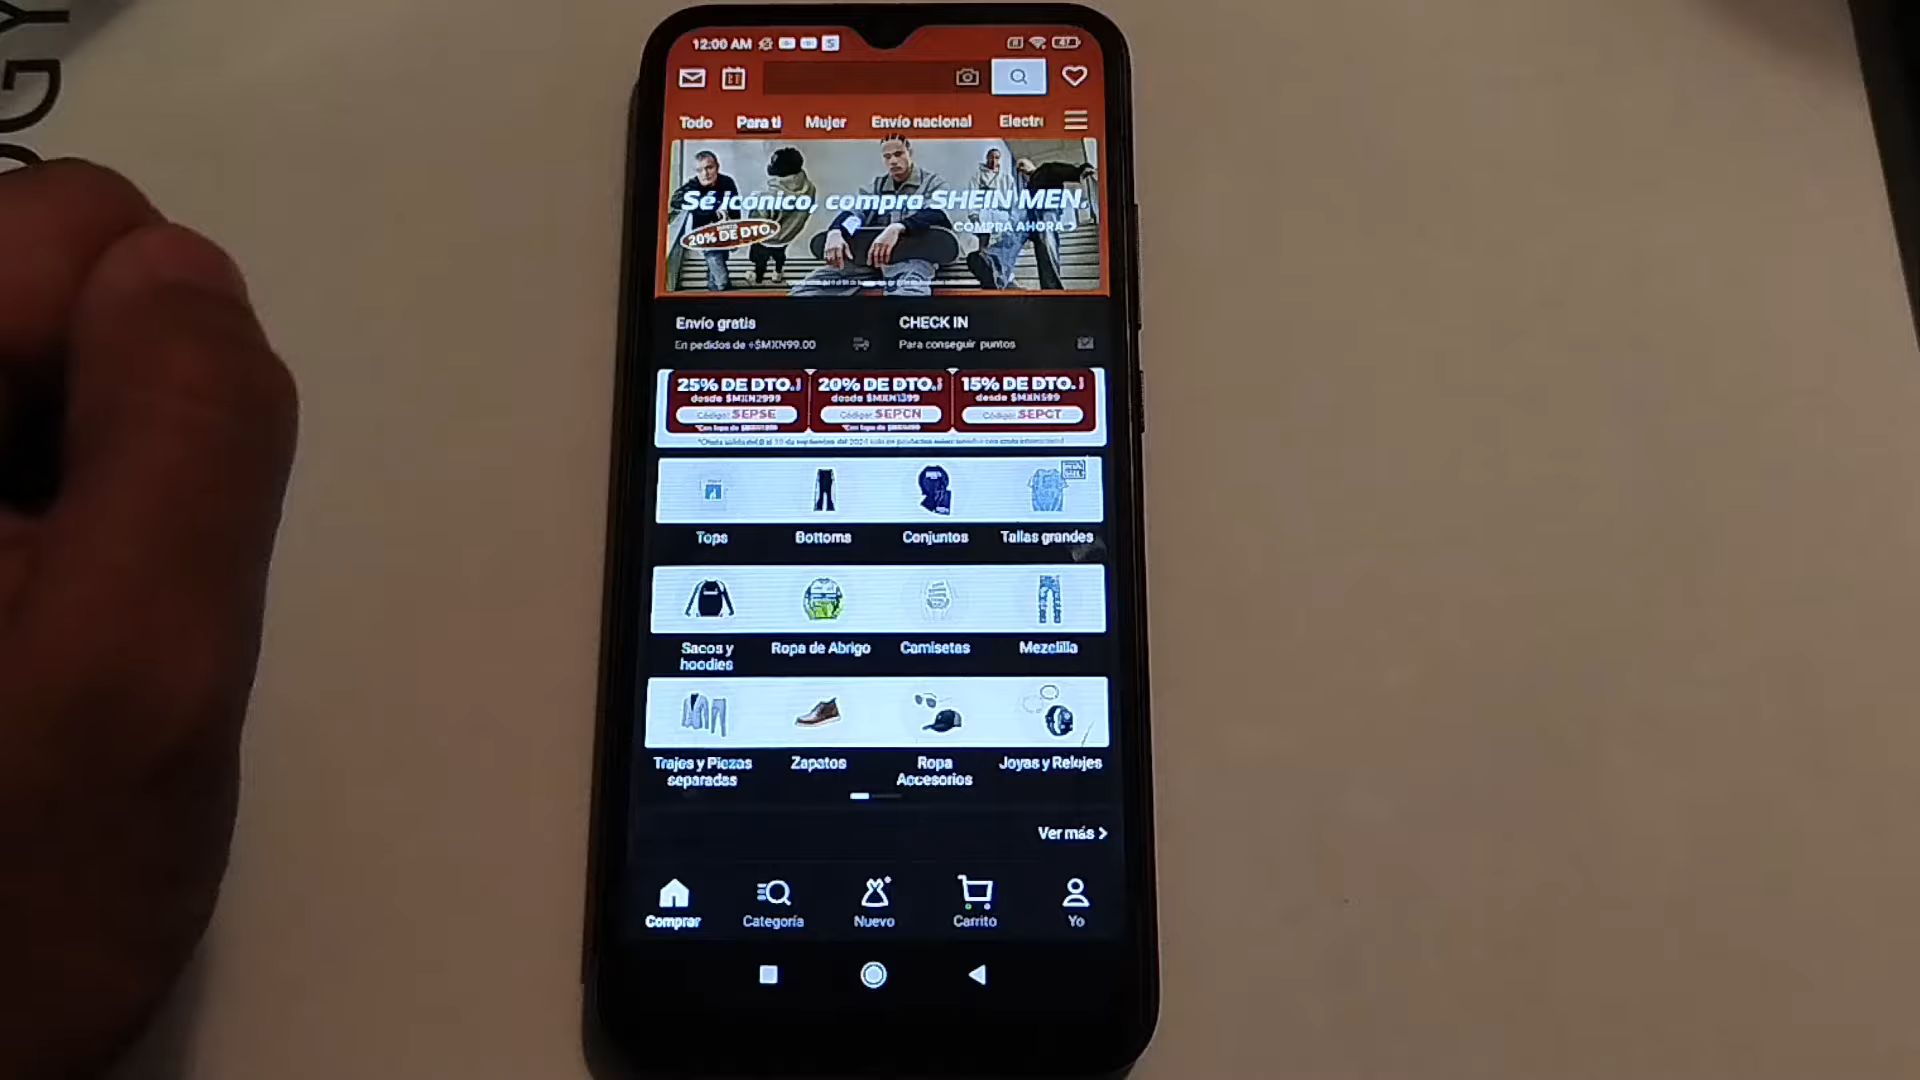 OGY
12:00 AM
S
47
Todo Para ti Mujer Envío nacional Electr
Sé icónico, compra SHEIN MEN.
20% DE DTO.
COMPRA AHORA >
Envío gratis
En pedidos de +$MXN99.00
CHECK IN
Para conseguir puntos
25% DE DTO.
desde $MXN2999
Código: SEPSE
20% DE DTO.
desde $MXN1399
Código: SEPCN
15% DE DTO.
desde $MXN599
Código: SEPCT
Tops
Bottoms
Conjuntos
Tallas grandes
Sacos y
hoodies
Ropa de Abrigo
Camisetas
Mezclilla
Trajes y Piezas
separadas
Zapatos
Ropa
Accesorios
Joyas y Relojes
Ver más >
Comprar
Categoría
Nuevo
Carrito
Yo